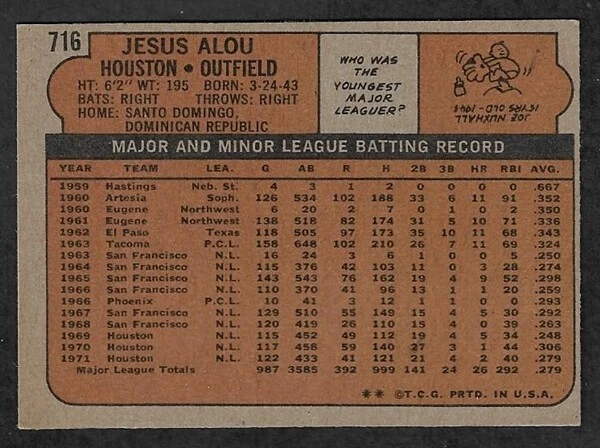 716
JESUS ALOU
HOUSTON • OUTFIELD
HT: 6'2" WT: 195 BORN: 3-24-43
BATS: RIGHT THROWS: RIGHT
HOME: SANTO DOMINGO,
DOMINICAN REPUBLIC
WHO WAS
THE
YOUNGEST
MAJOR
LEAGUER?
JOE NUXHALL
15 YRS OLD-1941
MAJOR AND MINOR LEAGUE BATTING RECORD
YEAR TEAM LEA. G AB R H 2B 3B HR RBI AVG.
1959 Hastings Neb. St. 4 3 1 2 0 0 0 0 .667
1960 Artesia Soph. 126 534 102 188 33 6 11 91 .352
1960 Eugene Northwest 6 20 2 7 0 1 0 2 .350
1961 Eugene Northwest 138 518 82 174 31 5 10 71 .336
1962 El Paso Texas 118 505 97 173 35 10 11 68 .343
1963 Tacoma P.C.L. 158 648 102 210 26 7 11 69 .324
1963 San Francisco N.L. 16 24 3 6 1 0 0 5 .250
1964 San Francisco N.L. 115 376 42 103 11 0 3 28 .274
1965 San Francisco N.L. 143 543 76 162 19 4 9 52 .298
1966 San Francisco N.L. 110 370 41 96 13 1 1 20 .259
1966 Phoenix P.C.L. 10 41 3 12 1 1 0 0 .293
1967 San Francisco N.L. 129 510 55 149 15 4 5 30 .292
1968 San Francisco N.L. 120 419 26 110 15 4 0 39 .263
1969 Houston N.L. 115 452 49 112 19 4 5 34 .248
1970 Houston N.L. 117 458 59 140 27 3 1 44 .306
1971 Houston N.L. 122 433 41 121 21 4 2 40 .279
Major League Totals 987 3585 392 999 141 24 26 292 .279
** ©T.C.G. PRTD. IN U.S.A.